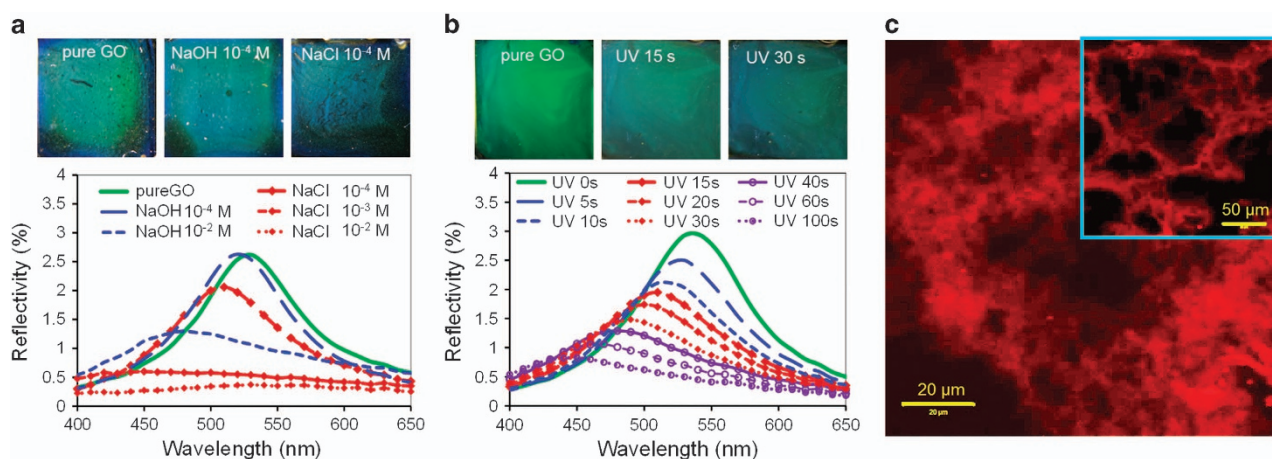 a
pure GO
NaOH 10⁻⁴ M
NaCl 10⁻⁴ M
4
3.5
3
2.5
2
1.5
1
0.5
0
Reflectivity (%)
pureGO
NaOH 10⁻⁴ M
NaOH 10⁻² M
NaCl 10⁻⁴ M
NaCl 10⁻³ M
NaCl 10⁻² M
400 450 500 550 600 650
Wavelength (nm)
b
pure GO
UV 15 s
UV 30 s
4
3.5
3
2.5
2
1.5
1
0.5
0
Reflectivity (%)
UV 0s
UV 5s
UV 10s
UV 15s
UV 20s
UV 30s
UV 40s
UV 60s
UV 100s
400 450 500 550 600 650
Wavelength (nm)
c
50 µm
20 µm
20 µm